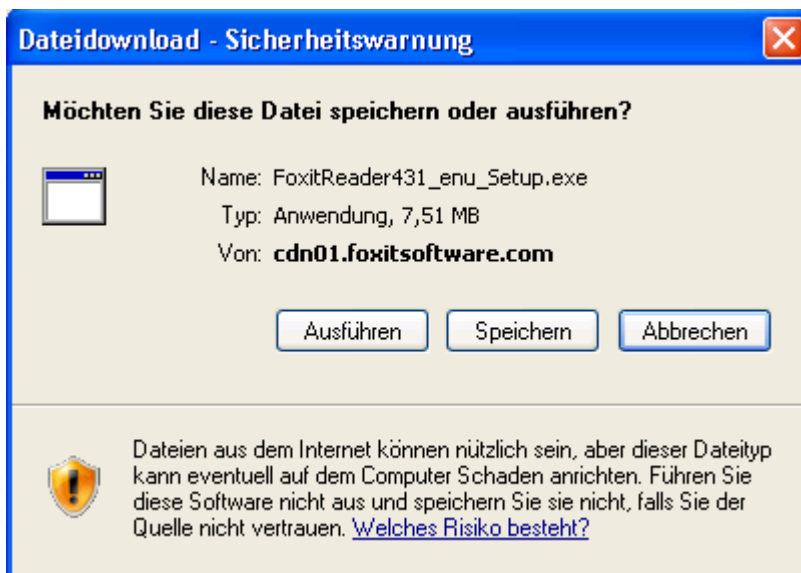 Dateidownload - Sicherheitswarnung
Möchten Sie diese Datei speichern oder ausführen?
Name: FoxitReader431_enu_Setup.exe
Typ: Anwendung, 7,51 MB
Von: cdn01.foxitsoftware.com
Ausführen Speichern Abbrechen
Dateien aus dem Internet können nützlich sein, aber dieser Dateityp
kann eventuell auf dem Computer Schaden anrichten. Führen Sie
diese Software nicht aus und speichern Sie sie nicht, falls Sie der
Quelle nicht vertrauen. Welches Risiko besteht?